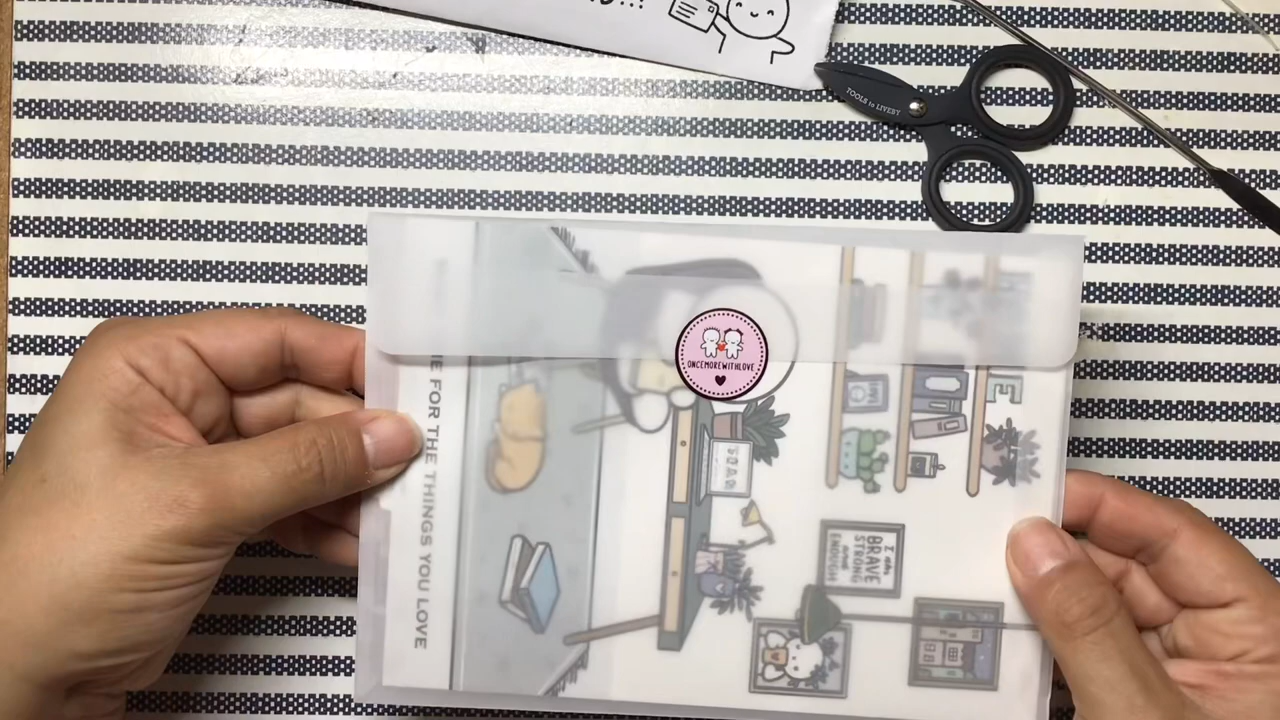 TOOLS to LIVEBY
ONCEMOREWITHLOVE
FOR THE THINGS YOU LOVE
I am
BRAVE
STRONG
and
ENOUGH